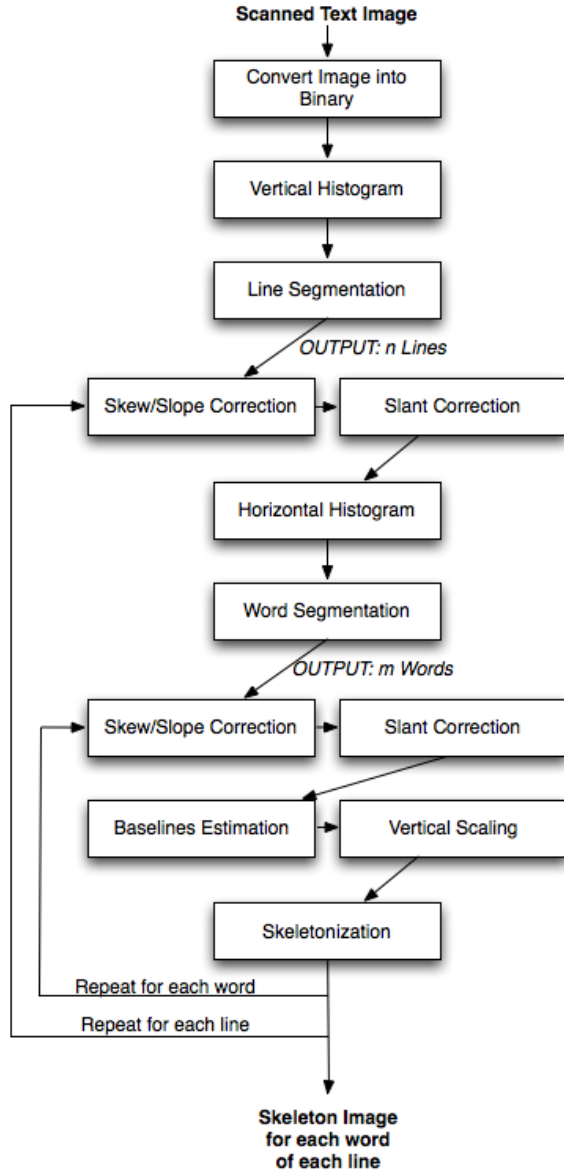 Scanned Text Image
Convert Image into
Binary
Vertical Histogram
Line Segmentation
OUTPUT: n Lines
Skew/Slope Correction
Slant Correction
Horizontal Histogram
Word Segmentation
OUTPUT: m Words
Skew/Slope Correction
Slant Correction
Baselines Estimation
Vertical Scaling
Skeletonization
Repeat for each word
Repeat for each line
Skeleton Image
for each word
of each line